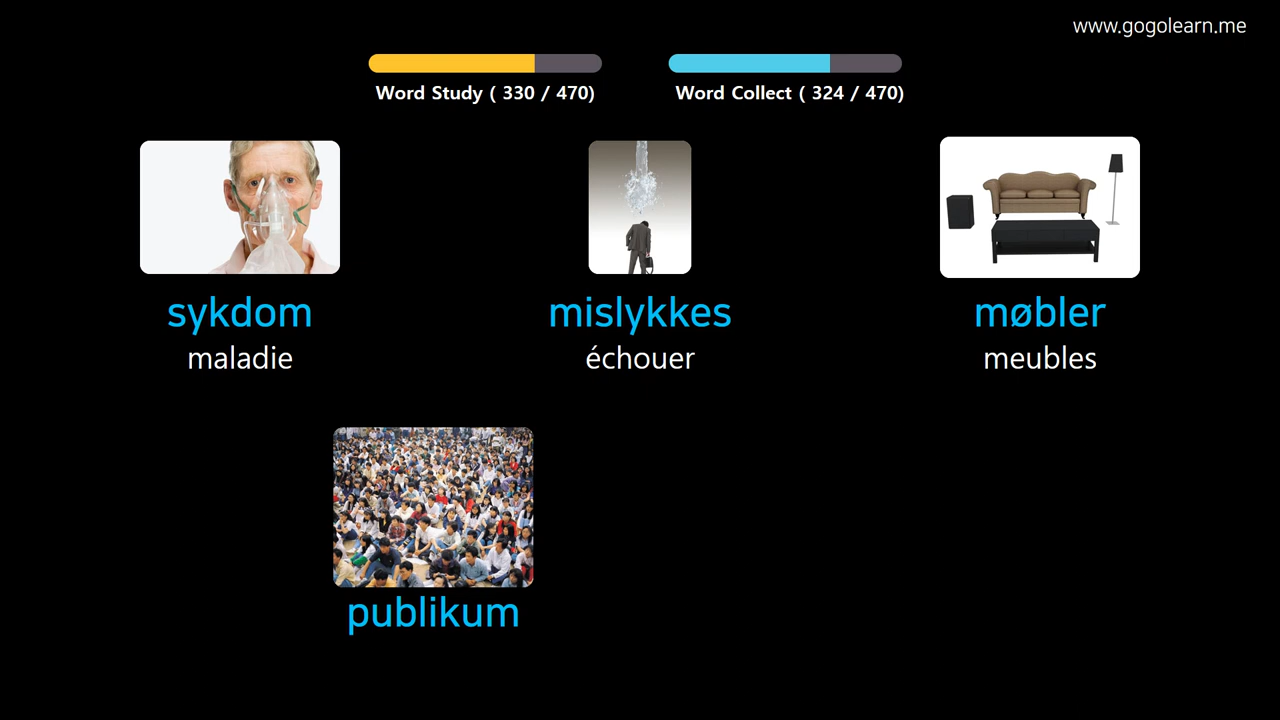 www.gogolearn.me
Word Study ( 330 / 470)
Word Collect ( 324 / 470)
sykdom
maladie
mislykkes
échouer
møbler
meubles
publikum